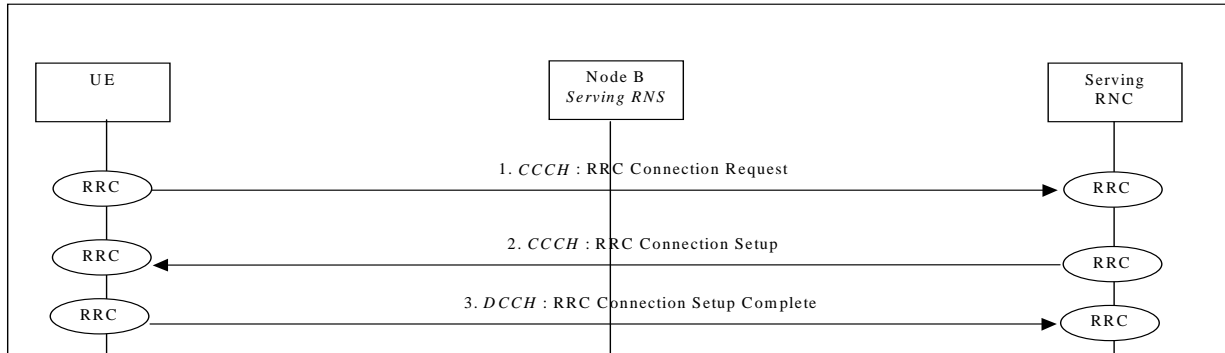 UE
Node B
Serving RNS
Serving
RNC
1. CCCH : RRC Connection Request
RRC
RRC
2. CCCH : RRC Connection Setup
RRC
RRC
3. DCCH : RRC Connection Setup Complete
RRC
RRC